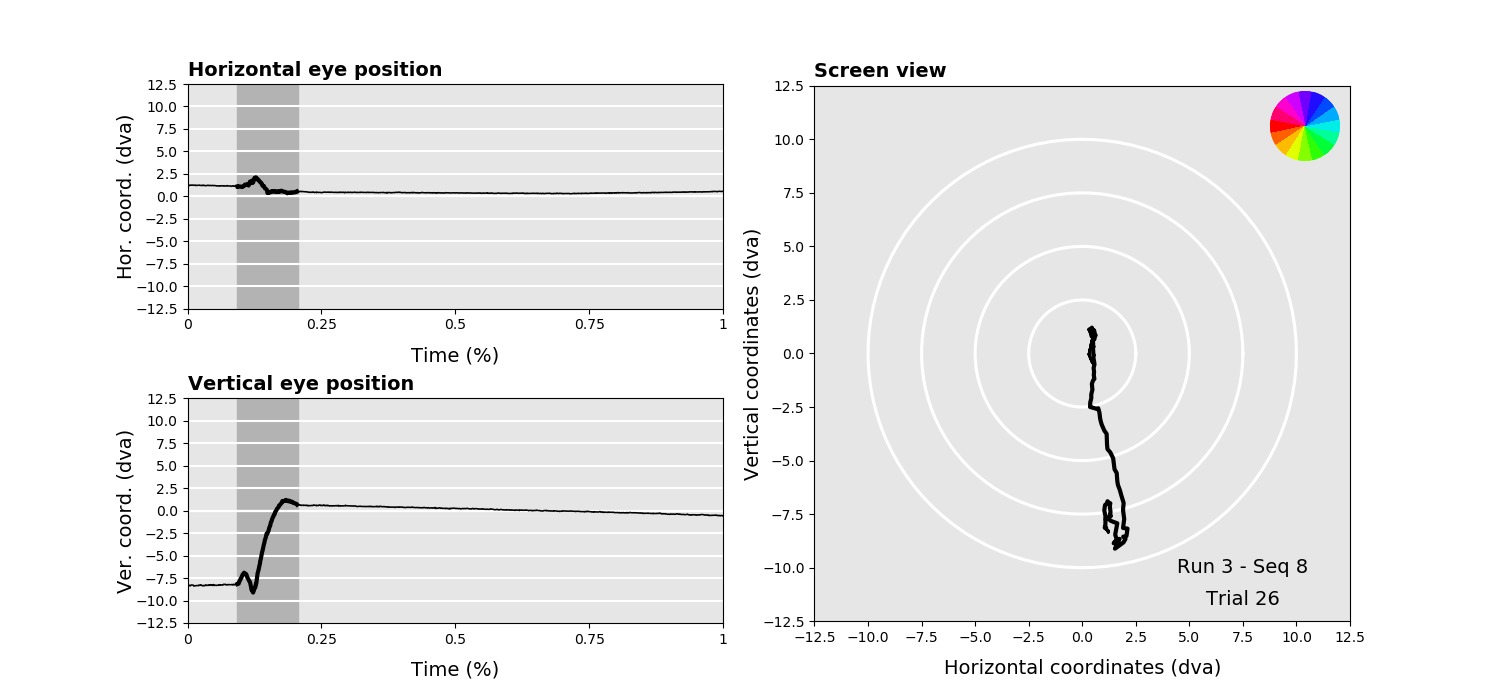 Horizontal eye position
Hor. coord. (dva)
12.5
10.0
7.5
5.0
2.5
0.0
−2.5
−5.0
−7.5
−10.0
−12.5
0 0.25 0.5 0.75 1
Time (%)
Vertical eye position
Ver. coord. (dva)
12.5
10.0
7.5
5.0
2.5
0.0
−2.5
−5.0
−7.5
−10.0
−12.5
0 0.25 0.5 0.75 1
Time (%)
Screen view
Vertical coordinates (dva)
12.5
10.0
7.5
5.0
2.5
0.0
−2.5
−5.0
−7.5
−10.0
−12.5
Run 3 - Seq 8
Trial 26
−12.5 −10.0 −7.5 −5.0 −2.5 0.0 2.5 5.0 7.5 10.0 12.5
Horizontal coordinates (dva)